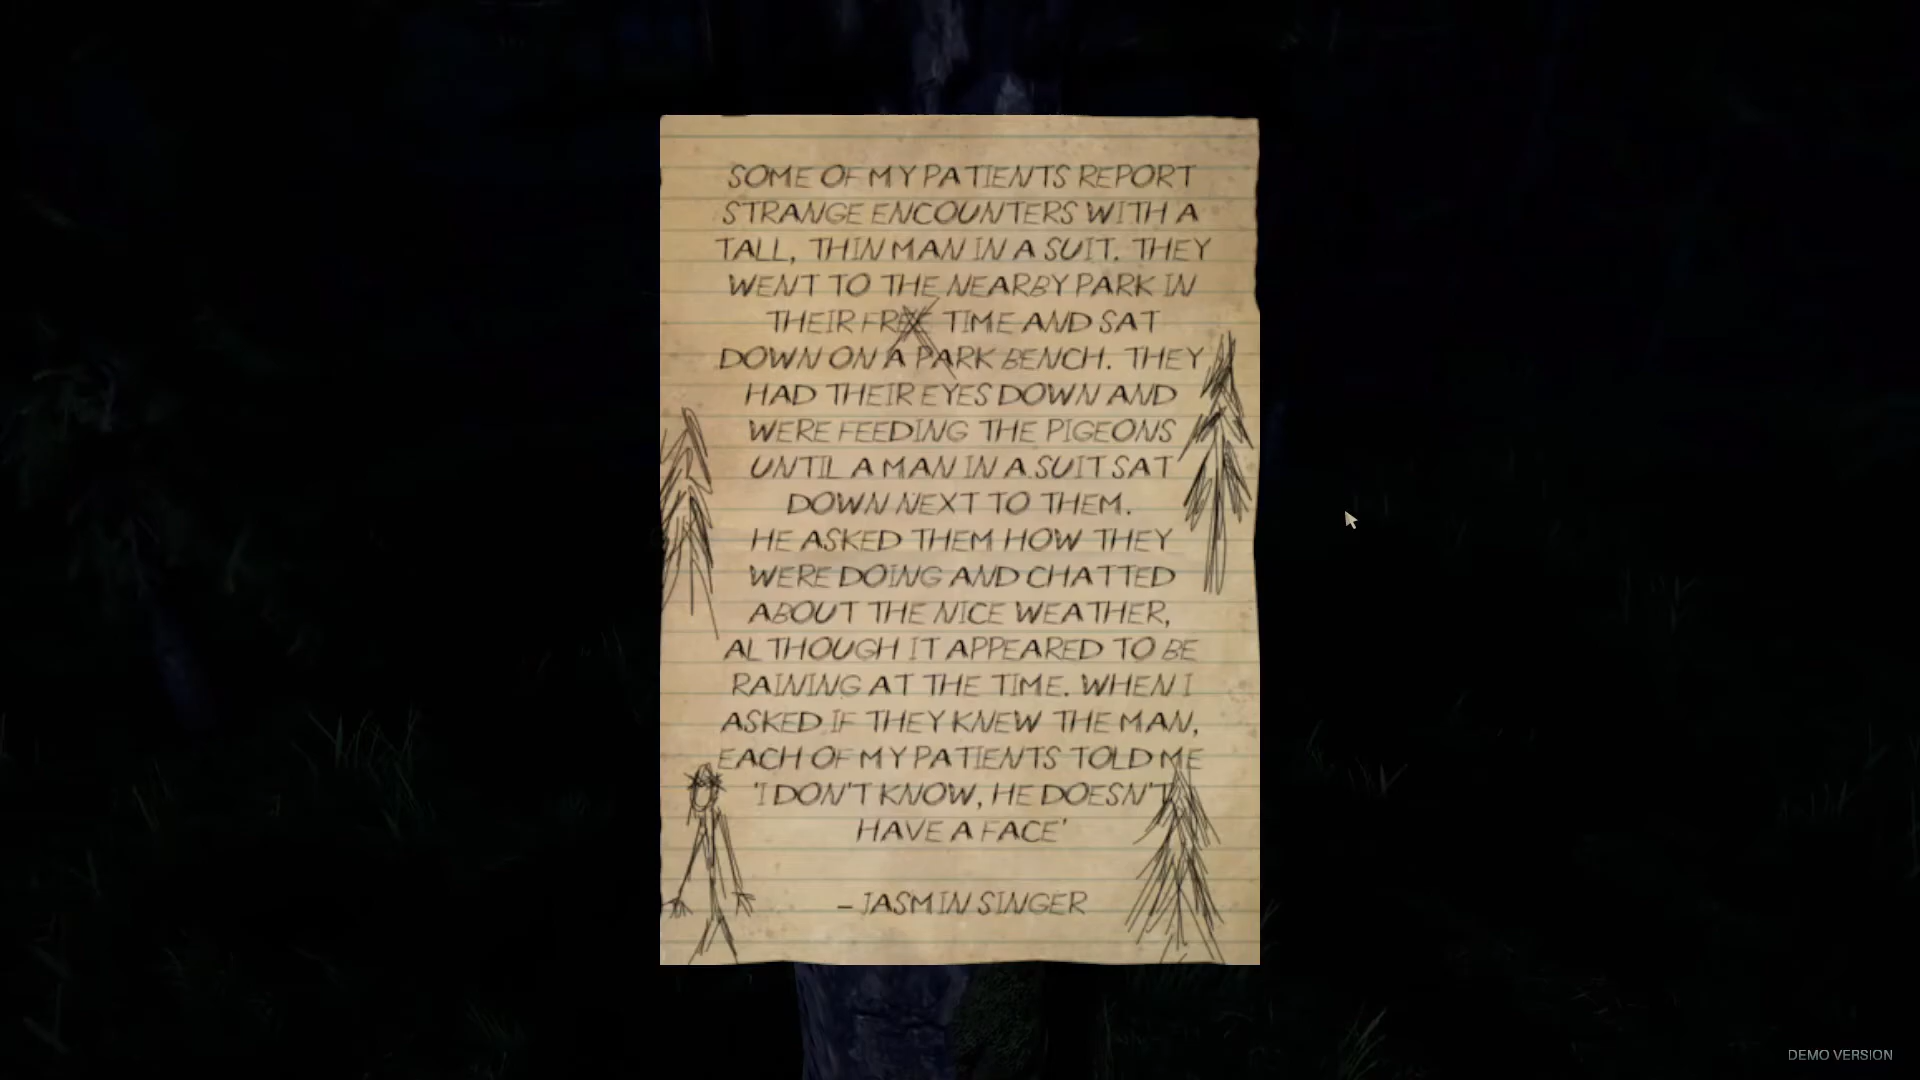 SOME OF MY PATIENTS REPORT
STRANGE ENCOUNTERS WITH A
TALL, THIN MAN IN A SUIT. THEY
WENT TO THE NEARBY PARK IN
THEIR FREE TIME AND SAT
DOWN ON A PARK BENCH. THEY
HAD THEIR EYES DOWN AND
WERE FEEDING THE PIGEONS
UNTIL A MAN IN A SUIT SAT
DOWN NEXT TO THEM.
HE ASKED THEM HOW THEY
WERE DOING AND CHATTED
ABOUT THE NICE WEATHER,
ALTHOUGH IT APPEARED TO BE
RAINING AT THE TIME. WHEN I
ASKED IF THEY KNEW THE MAN,
EACH OF MY PATIENTS TOLD ME
'I DON'T KNOW, HE DOESN'T
HAVE A FACE'
– JASMIN SINGER
DEMO VERSION